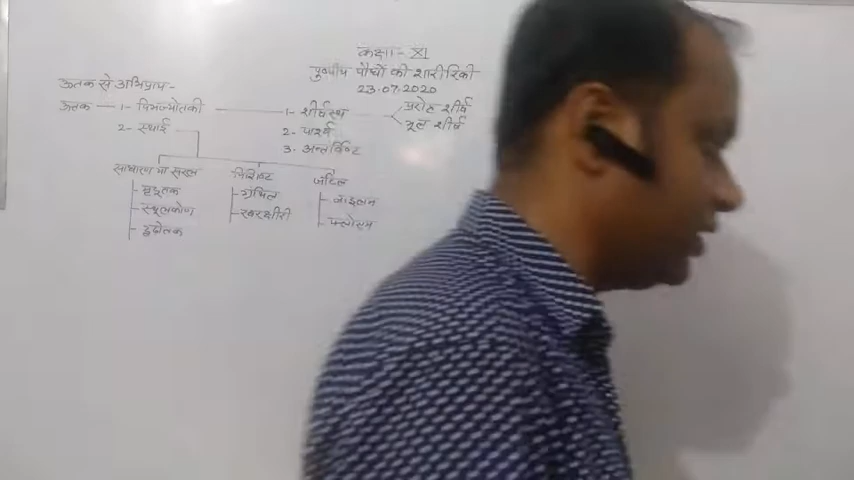 कक्षा - XI
पुष्पीय पौधों की शारीरिकी
23.07.2020
ऊतक से अभिप्राय -
ऊतक — 1- विभज्योतकी — 1- शीर्षस्थ — प्ररोह शीर्ष
मूल शीर्ष
2- स्थाई 2- पार्श्व
3. अन्तर्विष्ट
साधारण या सरल विशिष्ट जटिल
मृदूतक ग्रंथिल जाइलम
स्थूलकोण रबरक्षीरी फ्लोएम
दृढ़ोतक